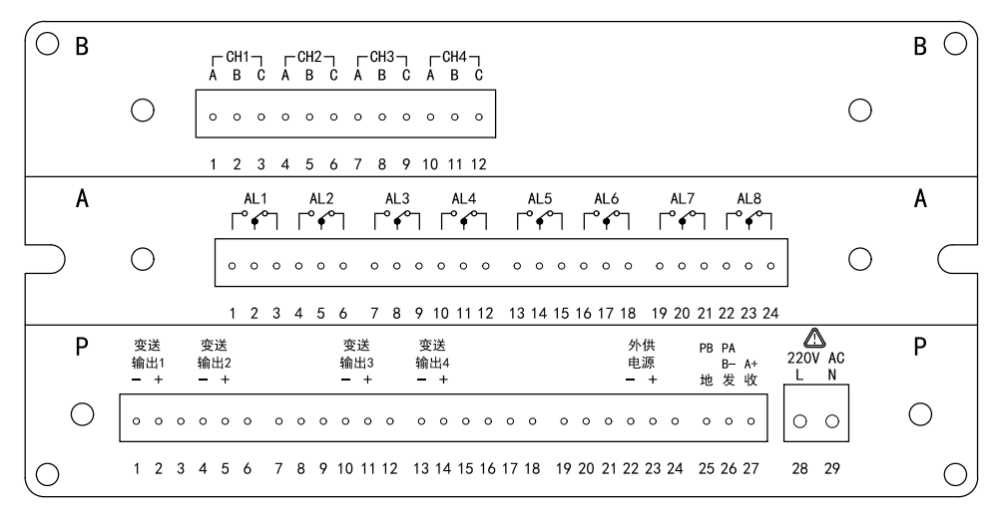 B B
CH1 CH2 CH3 CH4
A B C A B C A B C A B C
1 2 3 4 5 6 7 8 9 10 11 12
A A
AL1 AL2 AL3 AL4 AL5 AL6 AL7 AL8
1 2 3 4 5 6 7 8 9 10 11 12 13 14 15 16 17 18 19 20 21 22 23 24
P P
变送 变送 变送 变送 外供 PB PA
输出1 输出2 输出3 输出4 电源 B- A+ 220V AC
- + - + - + - + - + 地 发 收 L N
1 2 3 4 5 6 7 8 9 10 11 12 13 14 15 16 17 18 19 20 21 22 23 24 25 26 27 28 29